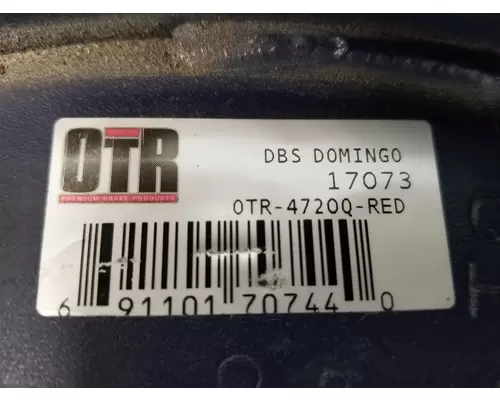 OTR
PREMIUM BRAKE PRODUCTS
DBS DOMINGO
17073
OTR-4720Q-RED
6 91101 70744 0